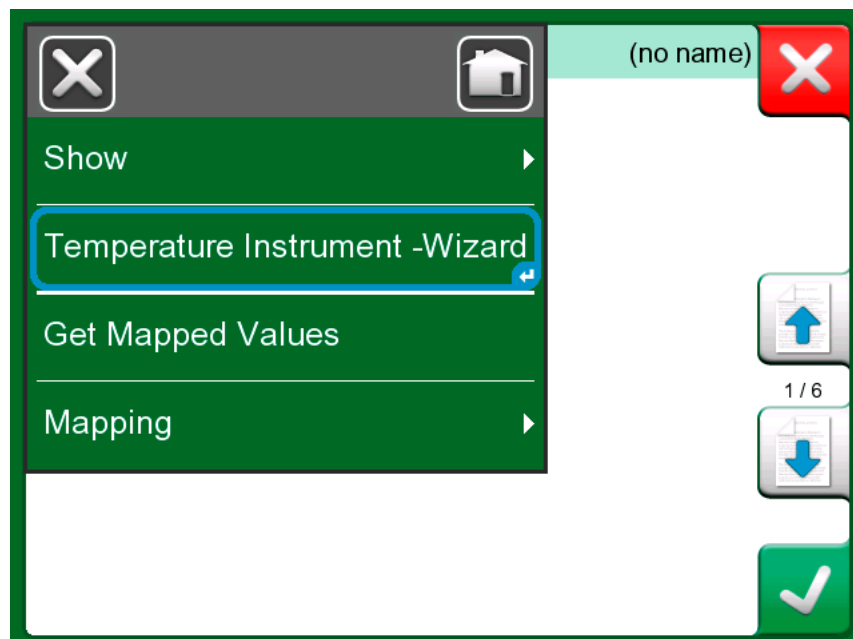 (no name)
Show
Temperature Instrument -Wizard
Get Mapped Values
1 / 6
Mapping